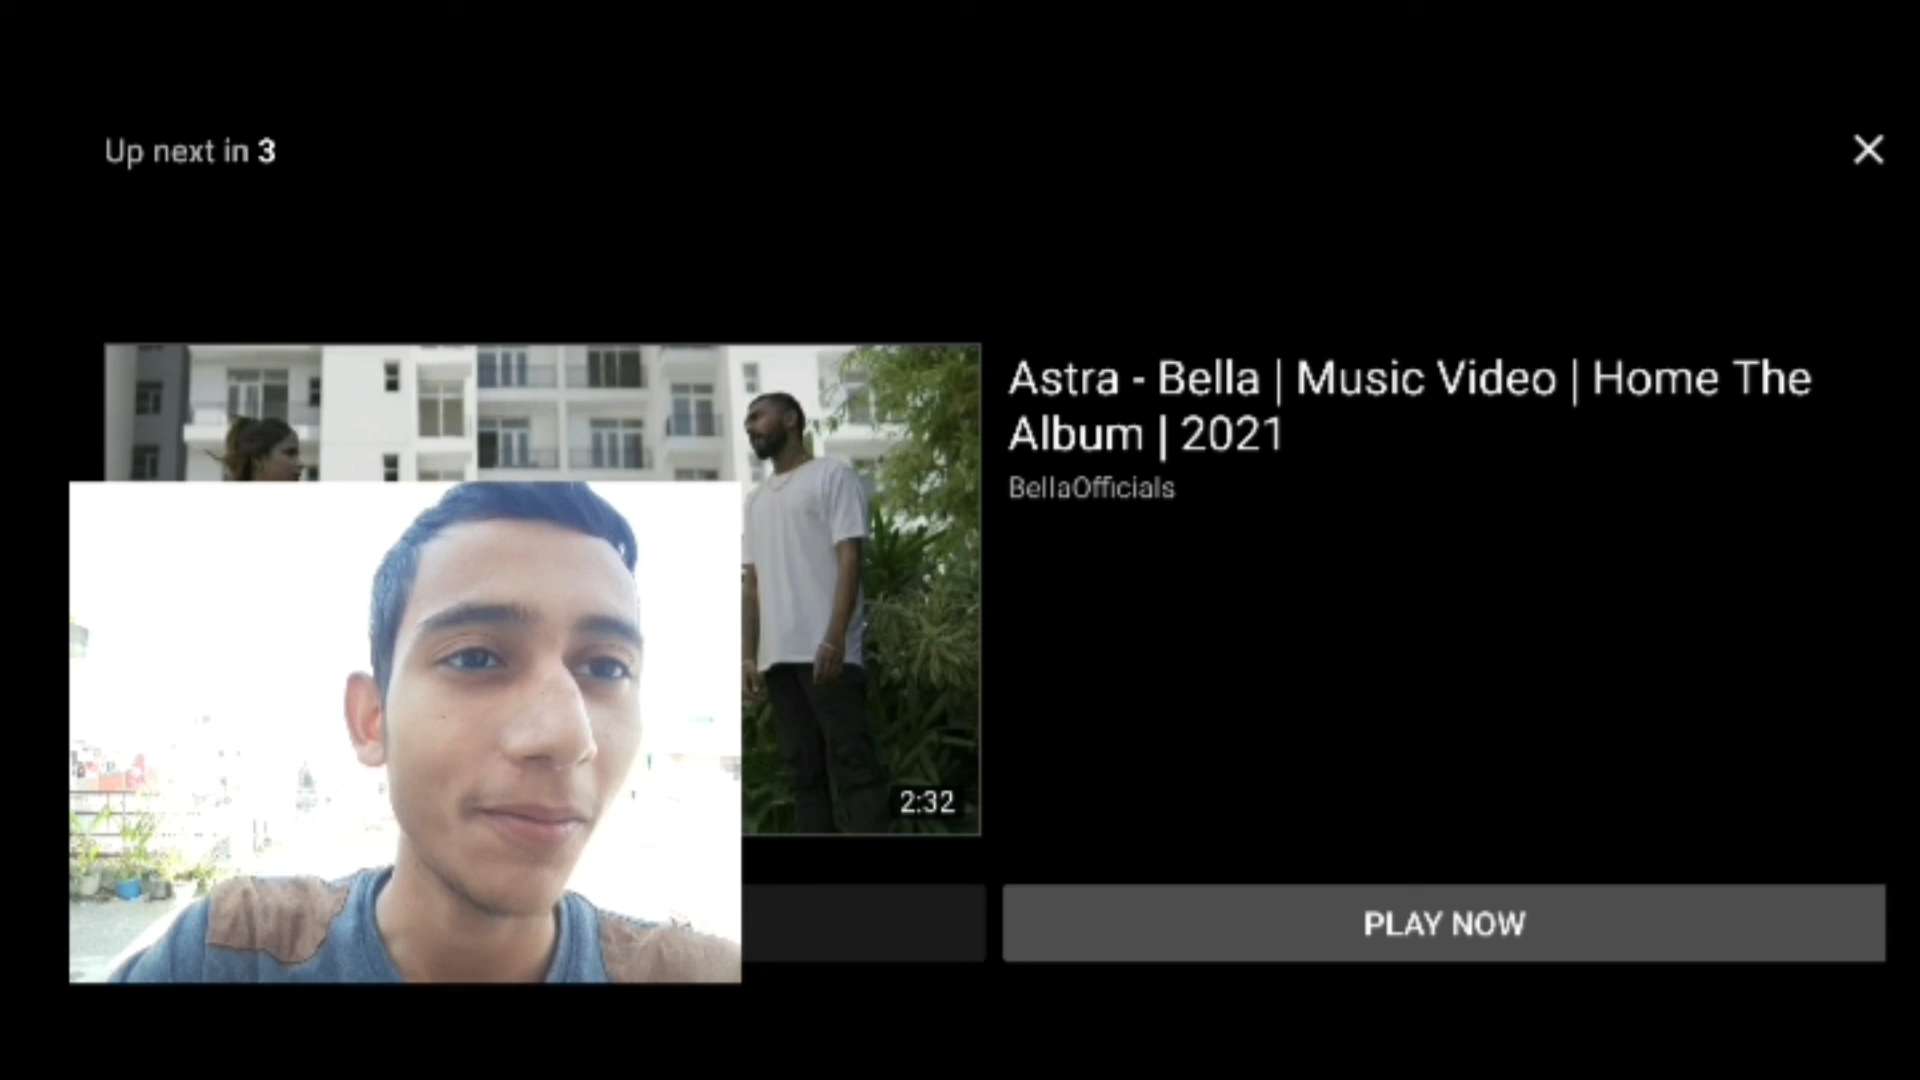 Up next in 3
Astra - Bella | Music Video | Home The
Album | 2021
BellaOfficials
2:32
PLAY NOW